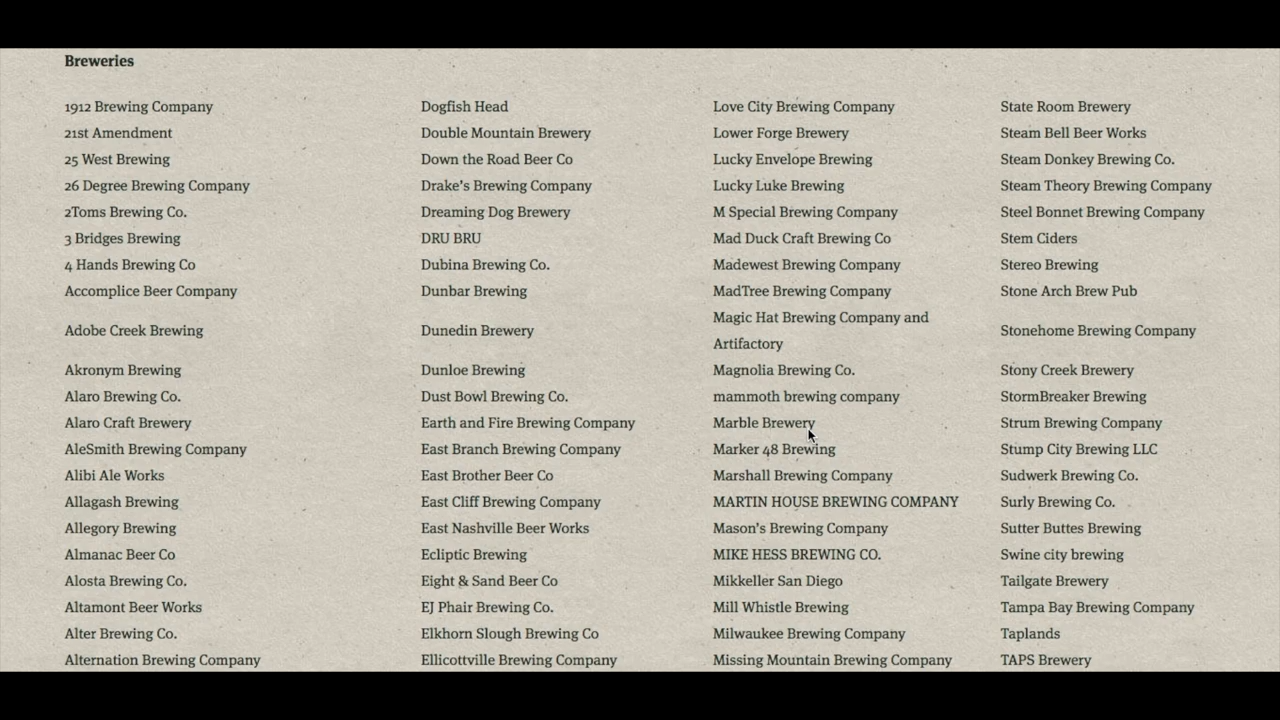 Breweries
1912 Brewing Company
21st Amendment
25 West Brewing
26 Degree Brewing Company
2Toms Brewing Co.
3 Bridges Brewing
4 Hands Brewing Co
Accomplice Beer Company
Adobe Creek Brewing
Akronym Brewing
Alaro Brewing Co.
Alaro Craft Brewery
AleSmith Brewing Company
Alibi Ale Works
Allagash Brewing
Allegory Brewing
Almanac Beer Co
Alosta Brewing Co.
Altamont Beer Works
Alter Brewing Co.
Alternation Brewing Company
Dogfish Head
Double Mountain Brewery
Down the Road Beer Co
Drake's Brewing Company
Dreaming Dog Brewery
DRU BRU
Dubina Brewing Co.
Dunbar Brewing
Dunedin Brewery
Dunloe Brewing
Dust Bowl Brewing Co.
Earth and Fire Brewing Company
East Branch Brewing Company
East Brother Beer Co
East Cliff Brewing Company
East Nashville Beer Works
Ecliptic Brewing
Eight & Sand Beer Co
EJ Phair Brewing Co.
Elkhorn Slough Brewing Co
Ellicottville Brewing Company
Love City Brewing Company
Lower Forge Brewery
Lucky Envelope Brewing
Lucky Luke Brewing
M Special Brewing Company
Mad Duck Craft Brewing Co
Madewest Brewing Company
MadTree Brewing Company
Magic Hat Brewing Company and
Artifactory
Magnolia Brewing Co.
mammoth brewing company
Marble Brewery
Marker 48 Brewing
Marshall Brewing Company
MARTIN HOUSE BREWING COMPANY
Mason's Brewing Company
MIKE HESS BREWING CO.
Mikkeller San Diego
Mill Whistle Brewing
Milwaukee Brewing Company
Missing Mountain Brewing Company
State Room Brewery
Steam Bell Beer Works
Steam Donkey Brewing Co.
Steam Theory Brewing Company
Steel Bonnet Brewing Company
Stem Ciders
Stereo Brewing
Stone Arch Brew Pub
Stonehome Brewing Company
Stony Creek Brewery
StormBreaker Brewing
Strum Brewing Company
Stump City Brewing LLC
Sudwerk Brewing Co.
Surly Brewing Co.
Sutter Buttes Brewing
Swine city brewing
Tailgate Brewery
Tampa Bay Brewing Company
Taplands
TAPS Brewery